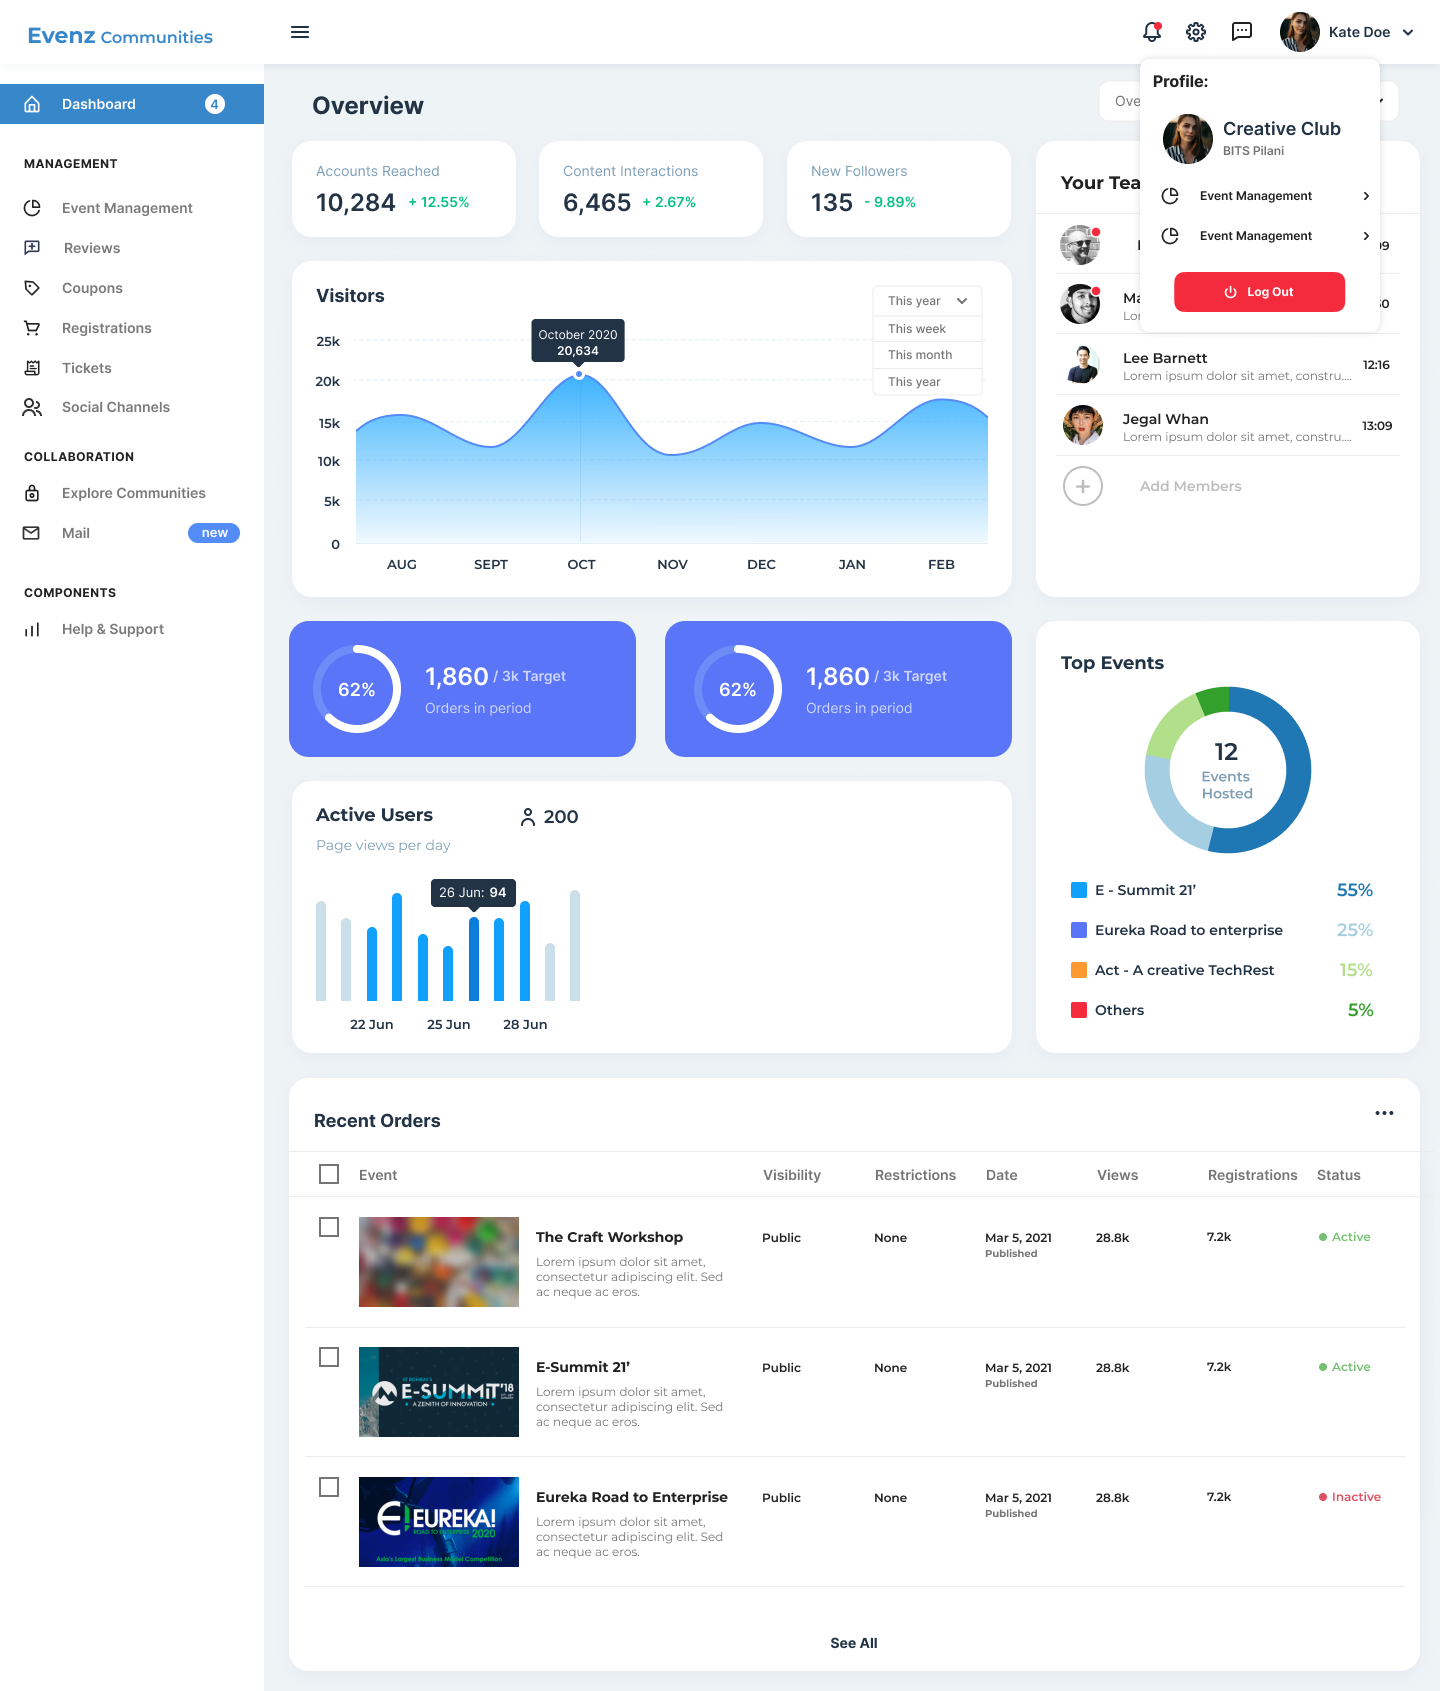 Evenz Communities
Kate Doe
Dashboard
4
MANAGEMENT
Event Management
Reviews
Coupons
Registrations
Tickets
Social Channels
COLLABORATION
Explore Communities
Mail
new
COMPONENTS
Help & Support
Overview
Ove
Profile:
Creative Club
BITS Pilani
Event Management
Event Management
Log Out
Accounts Reached
10,284 + 12.55%
Content Interactions
6,465 + 2.67%
New Followers
135 - 9.89%
Visitors
This year
This week
This month
This year
October 2020
20,634
25k
20k
15k
10k
5k
0
AUG SEPT OCT NOV DEC JAN FEB
Your Tea
09
Ma
Lor
Lee Barnett
Lorem ipsum dolor sit amet, constru....
12:16
Jegal Whan
Lorem ipsum dolor sit amet, constru....
13:09
Add Members
62%
1,860 / 3k Target
Orders in period
62%
1,860 / 3k Target
Orders in period
Active Users
200
Page views per day
26 Jun: 94
22 Jun 25 Jun 28 Jun
Top Events
12
Events
Hosted
E - Summit 21’ 55%
Eureka Road to enterprise 25%
Act - A creative TechRest 15%
Others 5%
Recent Orders
Event Visibility Restrictions Date Views Registrations Status
The Craft Workshop
Lorem ipsum dolor sit amet,
consectetur adipiscing elit. Sed
ac neque ac eros.
Public None Mar 5, 2021 28.8k 7.2k Active
Published
IIT BOMBAY'S
E-SUMMIT'18
A ZENITH OF INNOVATION
E-Summit 21’
Lorem ipsum dolor sit amet,
consectetur adipiscing elit. Sed
ac neque ac eros.
Public None Mar 5, 2021 28.8k 7.2k Active
Published
E EUREKA!
ROAD TO ENTERPRISE 2020
Asia's Largest Business Model Competition
Eureka Road to Enterprise
Lorem ipsum dolor sit amet,
consectetur adipiscing elit. Sed
ac neque ac eros.
Public None Mar 5, 2021 28.8k 7.2k Inactive
Published
See All